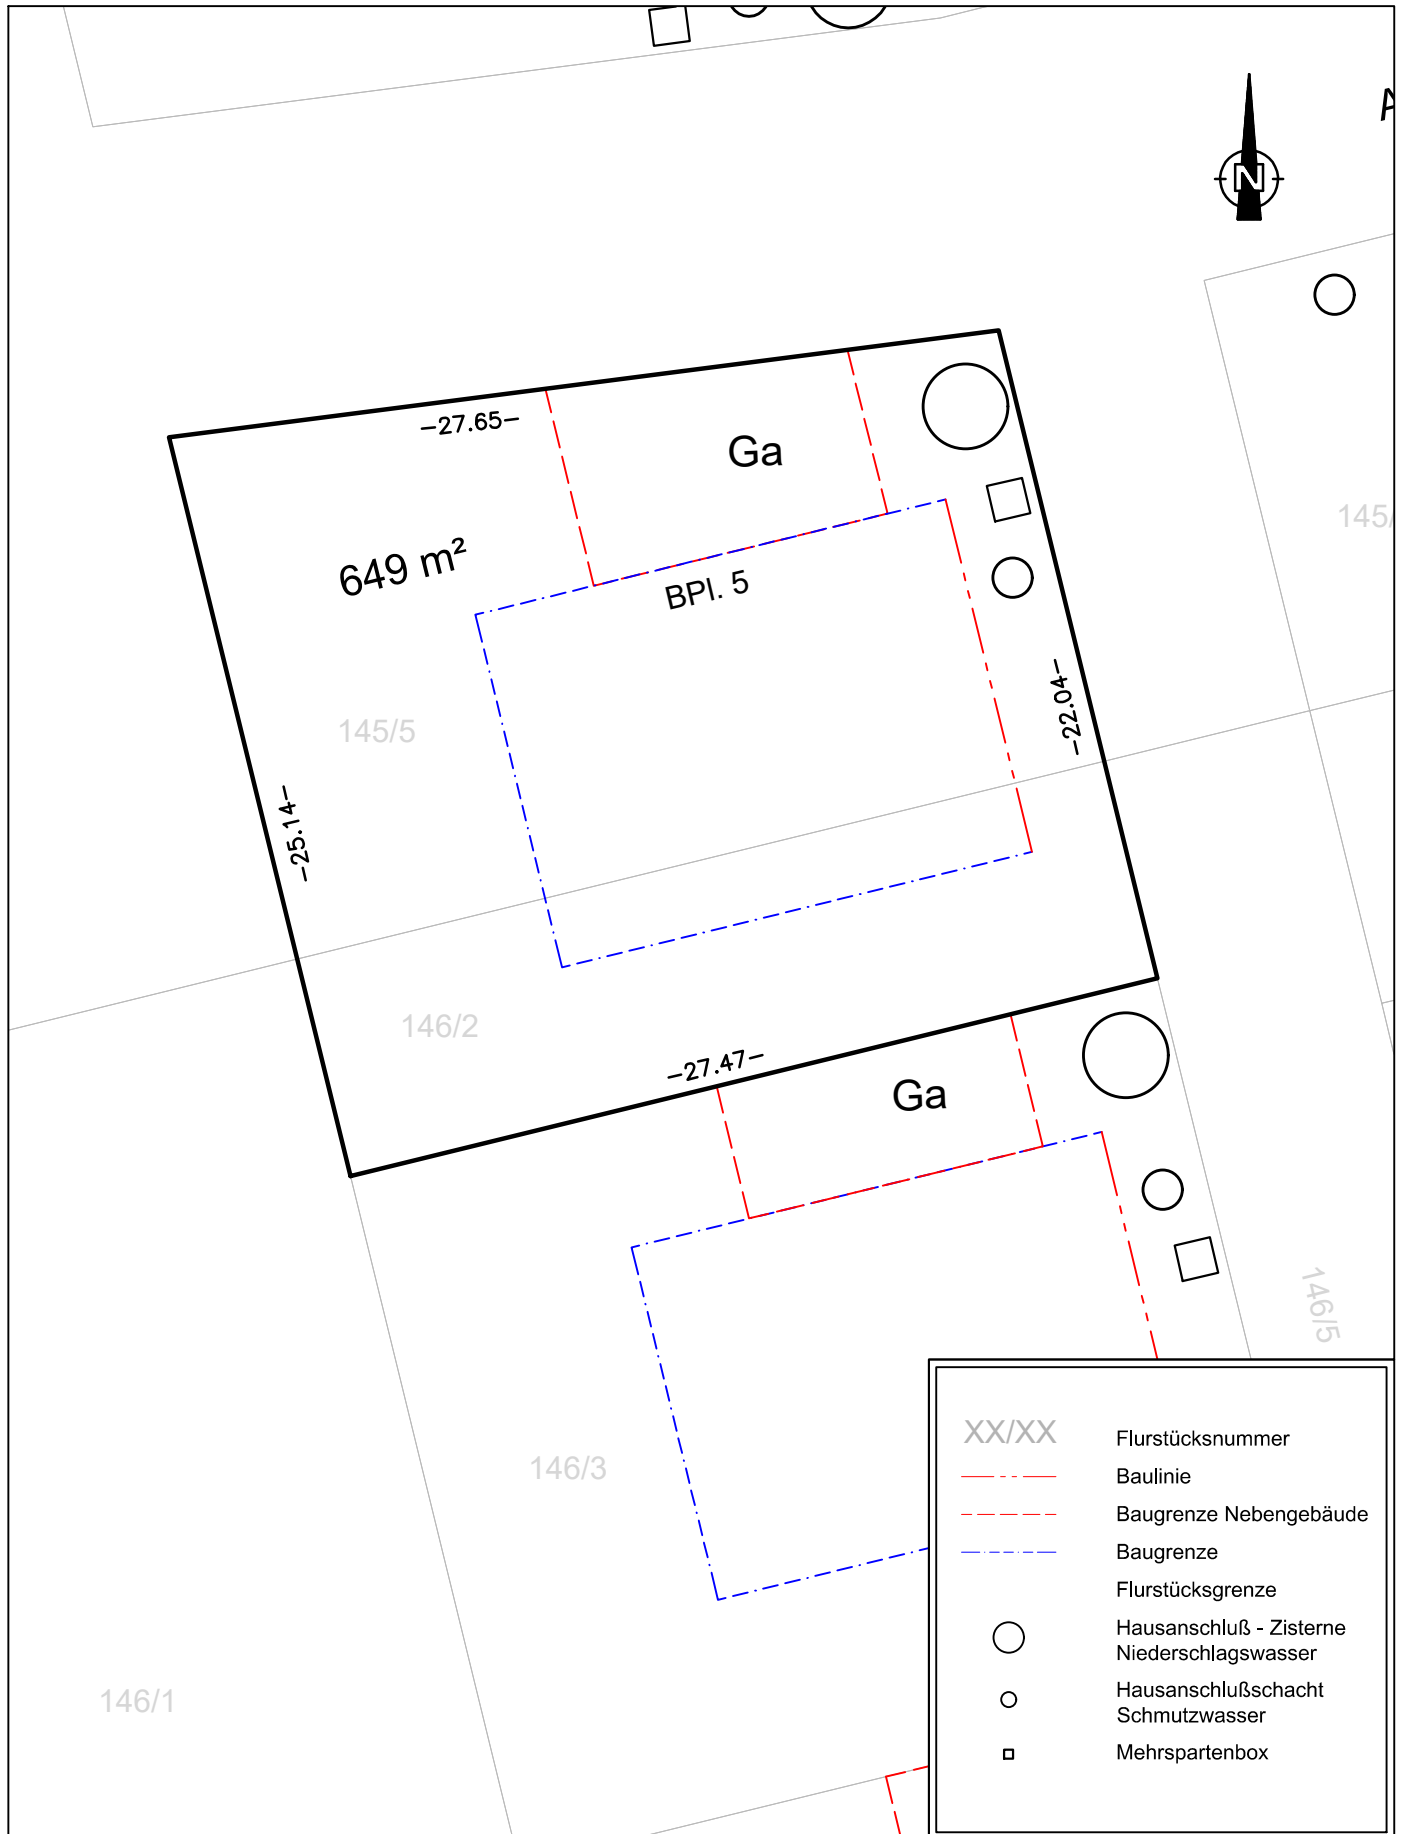 N
-27.65-
Ga
649 m²
BPl. 5
145/5
-22.04-
-25.14-
146/2
-27.47-
Ga
146/5
146/3
146/1
XX/XX Flurstücksnummer
Baulinie
Baugrenze Nebengebäude
Baugrenze
Flurstücksgrenze
Hausanschluß - Zisterne
Niederschlagswasser
Hausanschlußschacht
Schmutzwasser
Mehrspartenbox